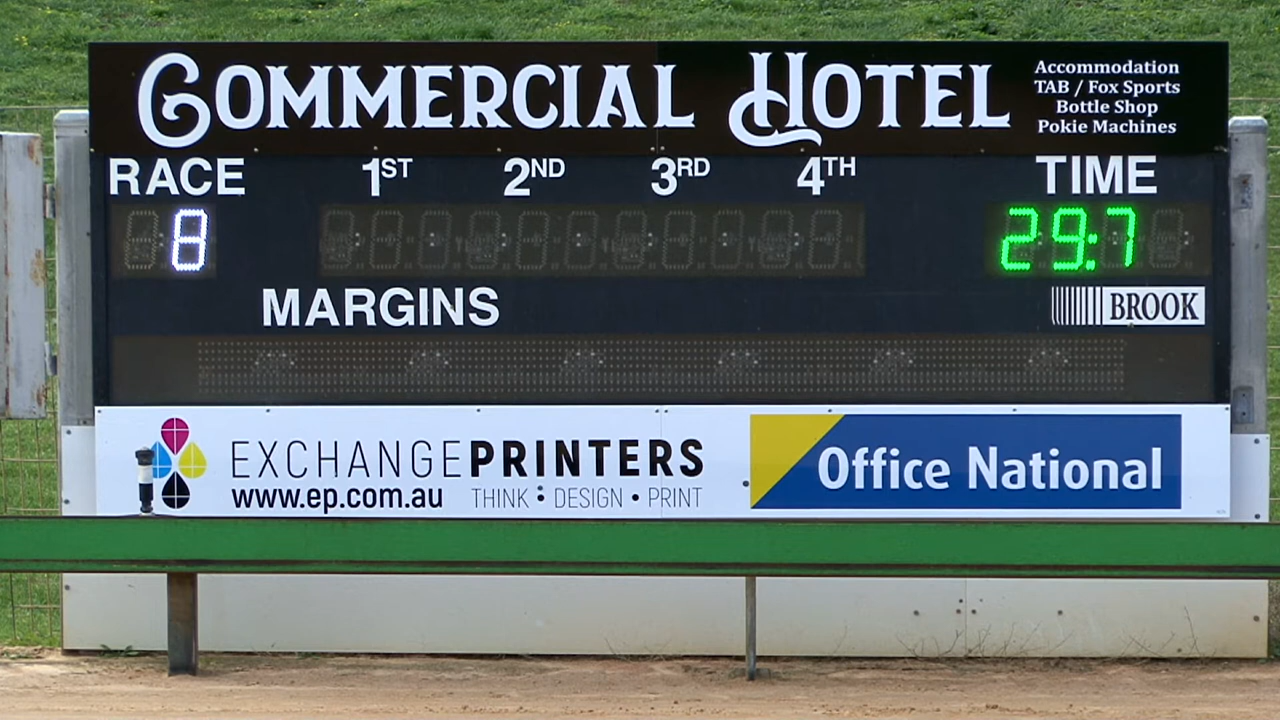 COMMERCIAL HOTEL
Accommodation
TAB / Fox Sports
Bottle Shop
Pokie Machines
RACE 1ST 2ND 3RD 4TH TIME
8 29:7
MARGINS
BROOK
EXCHANGEPRINTERS
www.ep.com.au THINK • DESIGN • PRINT
Office National